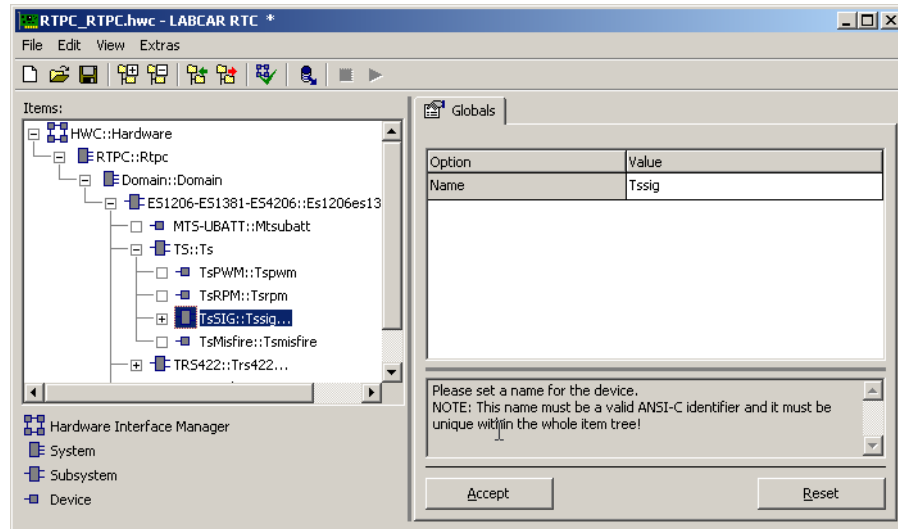 RTPC_RTPC.hwc - LABCAR RTC *
File Edit View Extras
Items:
HWC::Hardware
RTPC::Rtpc
Domain::Domain
ES1206-ES1381-ES4206::Es1206es13
MTS-UBATT::Mtsubatt
TS::Ts
TsPWM::Tspwm
TsRPM::Tsrpm
TsSIG::Tssig...
TsMisfire::Tsmisfire
TRS422::Trs422...
Hardware Interface Manager
System
Subsystem
Device
Globals
Option Value
Name Tssig
Please set a name for the device.
NOTE: This name must be a valid ANSI-C identifier and it must be
unique within the whole item tree!
Accept Reset